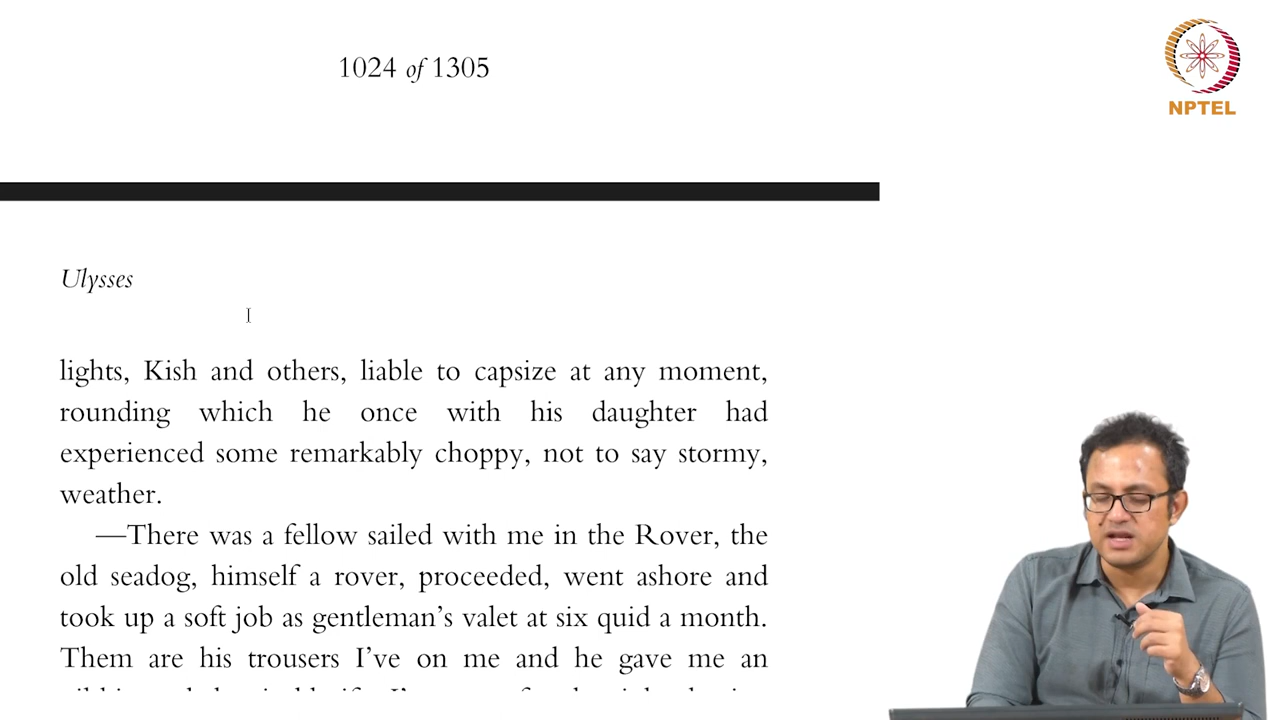 1024 of 1305
NPTEL
Ulysses
lights, Kish and others, liable to capsize at any moment,
rounding which he once with his daughter had
experienced some remarkably choppy, not to say stormy,
weather.
—There was a fellow sailed with me in the Rover, the
old seadog, himself a rover, proceeded, went ashore and
took up a soft job as gentleman’s valet at six quid a month.
Them are his trousers I’ve on me and he gave me an